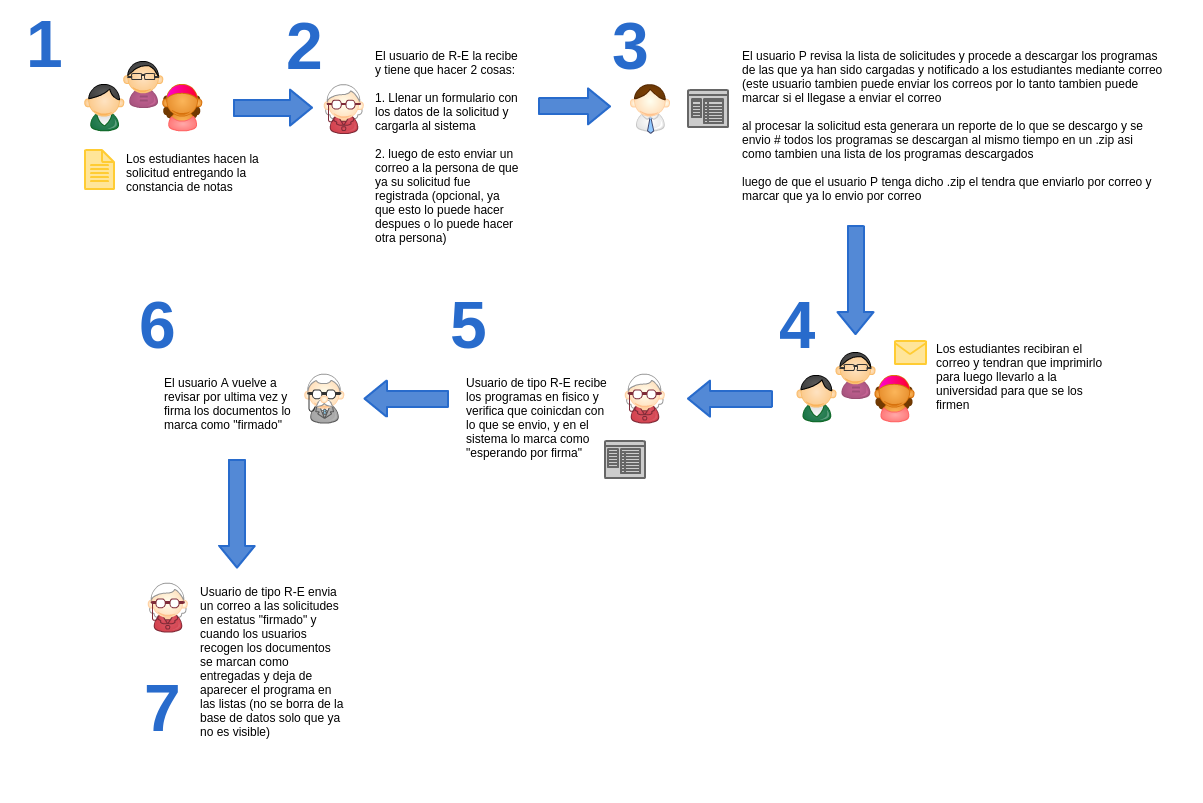 1
Los estudiantes hacen la
solicitud entregando la
constancia de notas
2
El usuario de R-E la recibe
y tiene que hacer 2 cosas:
1. Llenar un formulario con
los datos de la solicitud y
cargarla al sistema
2. luego de esto enviar un
correo a la persona de que
ya su solicitud fue
registrada (opcional, ya
que esto lo puede hacer
despues o lo puede hacer
otra persona)
3
El usuario P revisa la lista de solicitudes y procede a descargar los programas
de las que ya han sido cargadas y notificado a los estudiantes mediante correo
(este usuario tambien puede enviar los correos por lo tanto tambien puede
marcar si el llegase a enviar el correo
al procesar la solicitud esta generara un reporte de lo que se descargo y se
envio # todos los programas se descargan al mismo tiempo en un .zip asi
como tambien una lista de los programas descargados
luego de que el usuario P tenga dicho .zip el tendra que enviarlo por correo y
marcar que ya lo envio por correo
4
Los estudiantes recibiran el
correo y tendran que imprimirlo
para luego llevarlo a la
universidad para que se los
firmen
5
Usuario de tipo R-E recibe
los programas en fisico y
verifica que coinicdan con
lo que se envio, y en el
sistema lo marca como
"esperando por firma"
6
El usuario A vuelve a
revisar por ultima vez y
firma los documentos lo
marca como "firmado"
7
Usuario de tipo R-E envia
un correo a las solicitudes
en estatus "firmado" y
cuando los usuarios
recogen los documentos
se marcan como
entregadas y deja de
aparecer el programa en
las listas (no se borra de la
base de datos solo que ya
no es visible)